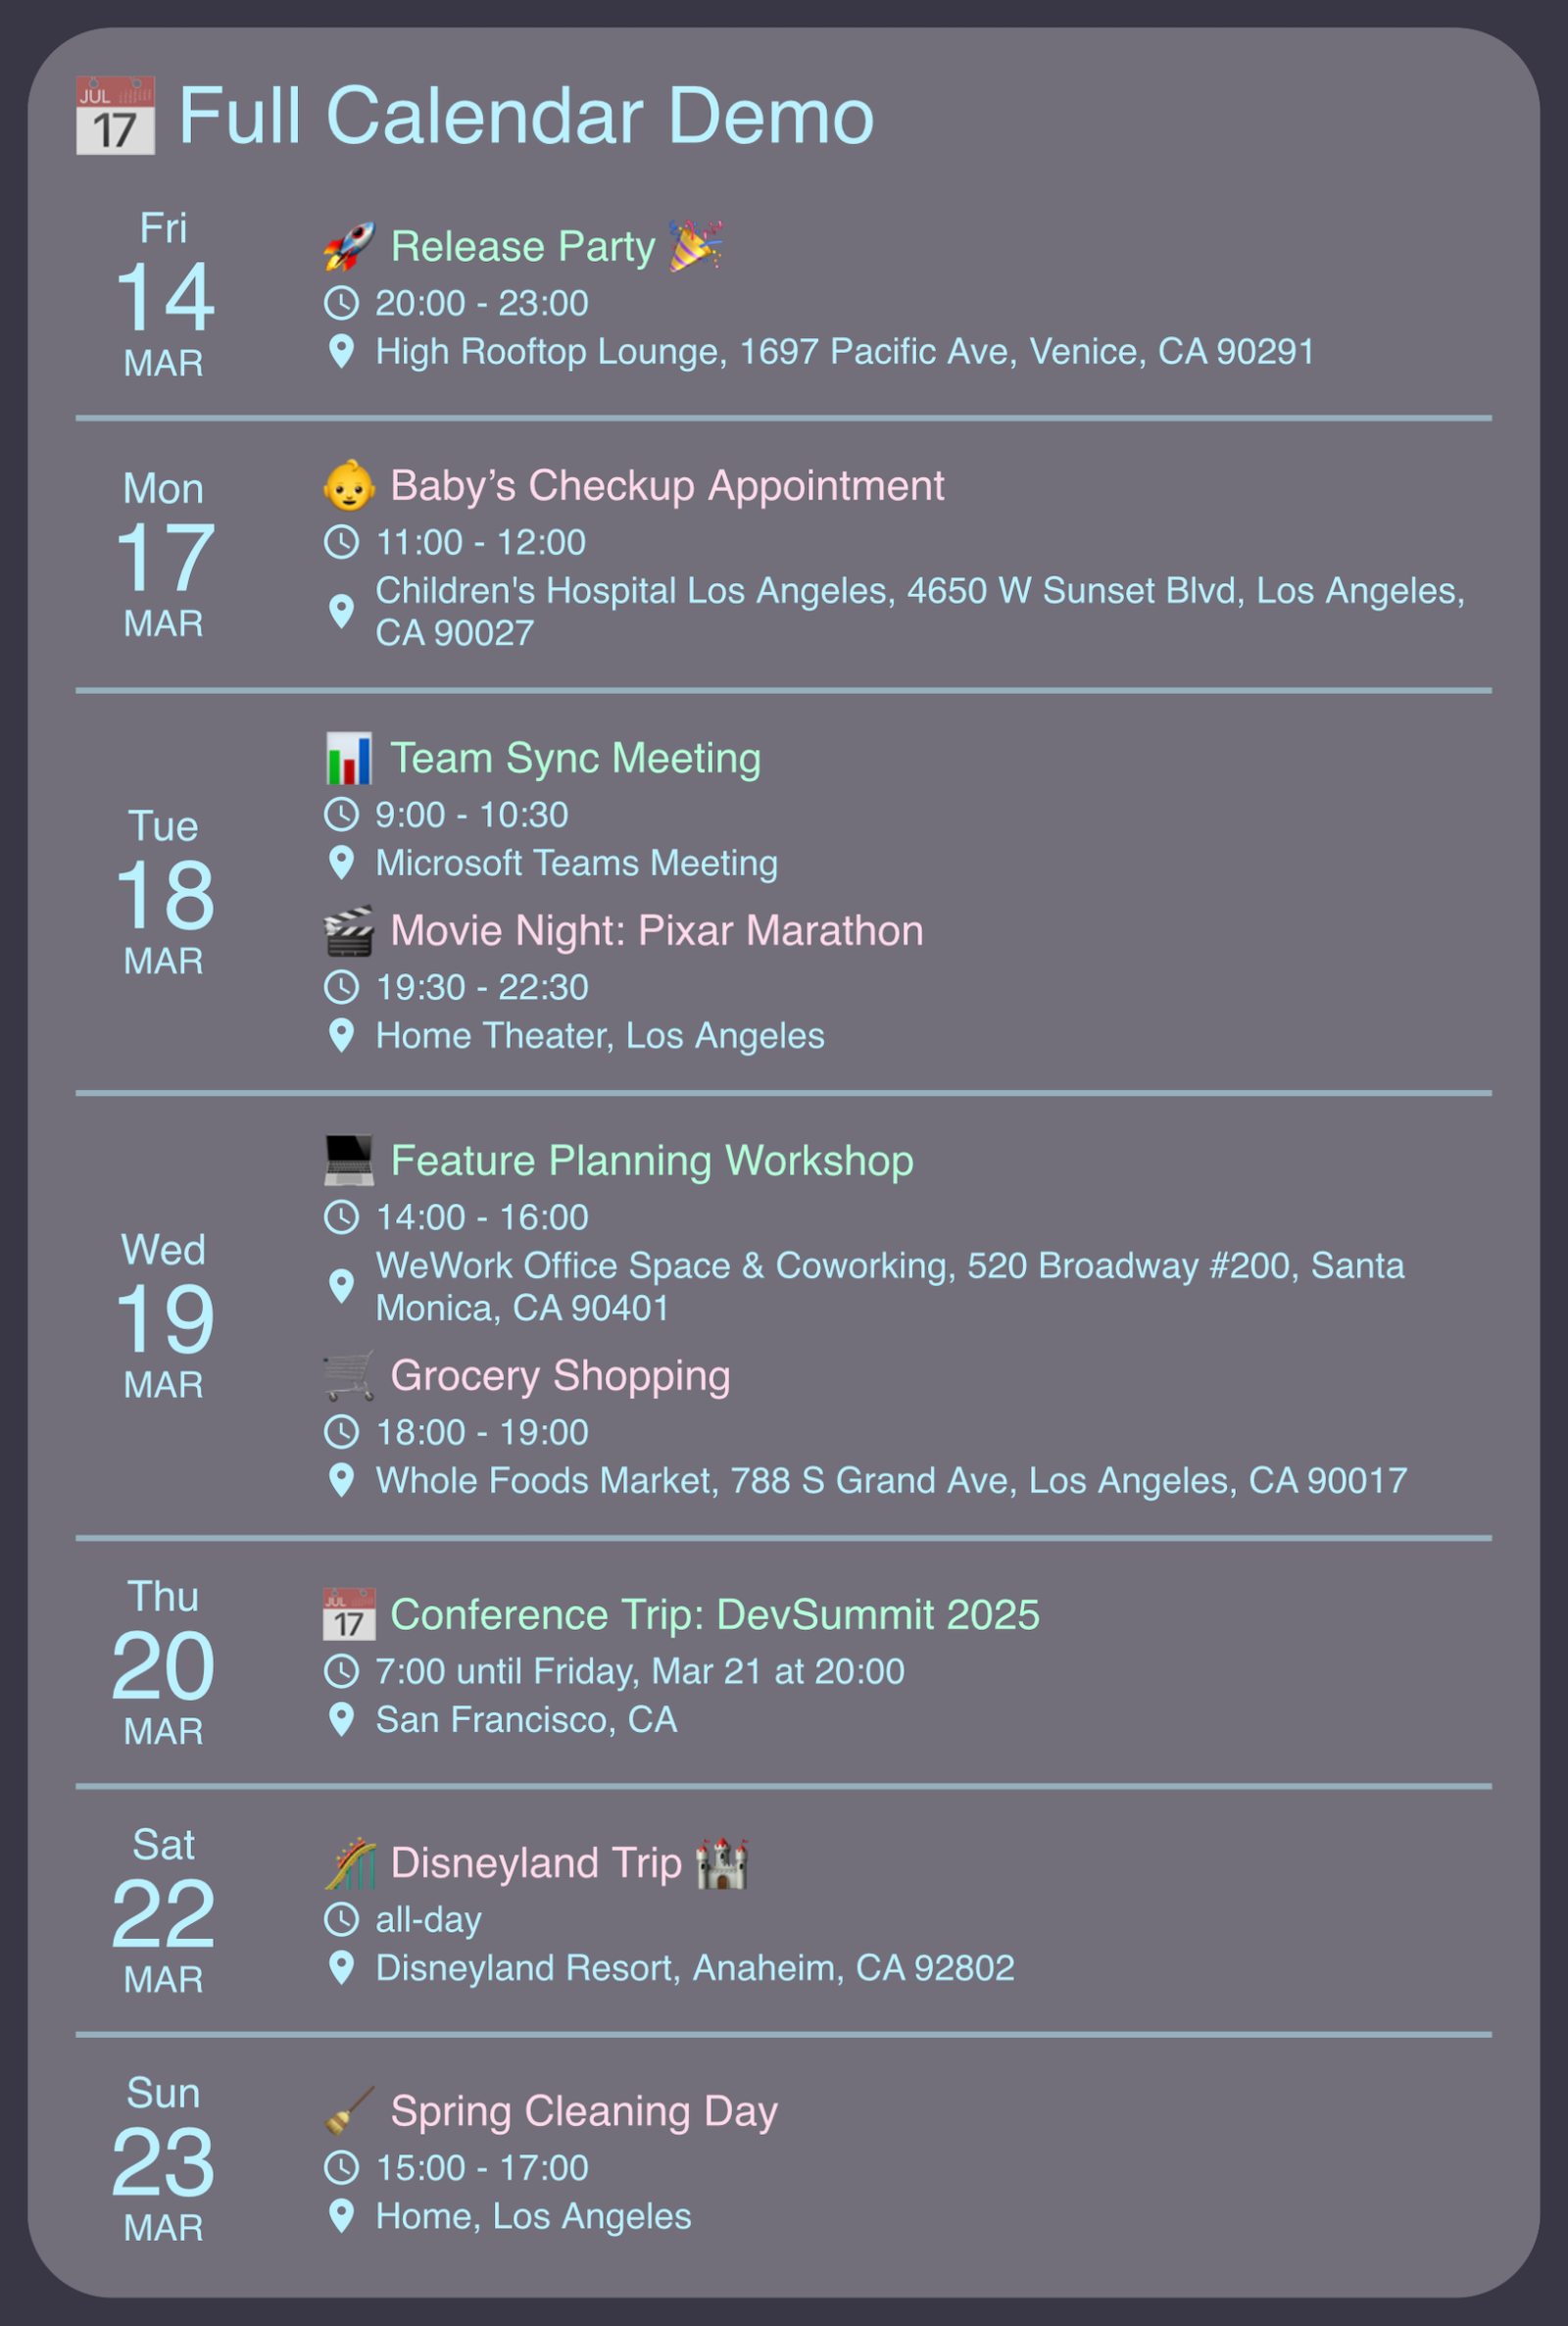 JUL
17
Full Calendar Demo
Fri
14
MAR
Release Party
20:00 - 23:00
High Rooftop Lounge, 1697 Pacific Ave, Venice, CA 90291
Mon
17
MAR
Baby’s Checkup Appointment
11:00 - 12:00
Children's Hospital Los Angeles, 4650 W Sunset Blvd, Los Angeles,
CA 90027
Tue
18
MAR
Team Sync Meeting
9:00 - 10:30
Microsoft Teams Meeting
Movie Night: Pixar Marathon
19:30 - 22:30
Home Theater, Los Angeles
Wed
19
MAR
Feature Planning Workshop
14:00 - 16:00
WeWork Office Space & Coworking, 520 Broadway #200, Santa
Monica, CA 90401
Grocery Shopping
18:00 - 19:00
Whole Foods Market, 788 S Grand Ave, Los Angeles, CA 90017
Thu
20
MAR
JUL
17
Conference Trip: DevSummit 2025
7:00 until Friday, Mar 21 at 20:00
San Francisco, CA
Sat
22
MAR
Disneyland Trip
all-day
Disneyland Resort, Anaheim, CA 92802
Sun
23
MAR
Spring Cleaning Day
15:00 - 17:00
Home, Los Angeles